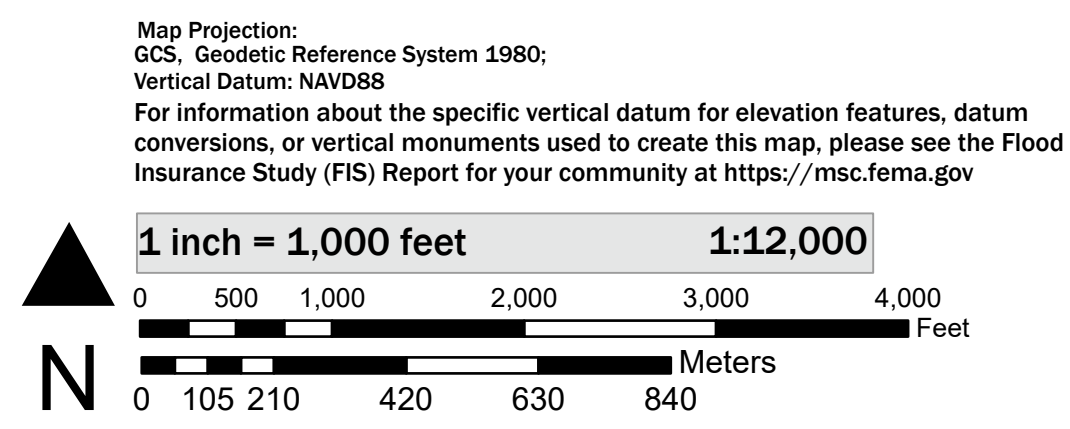 Map Projection:
GCS, Geodetic Reference System 1980;
Vertical Datum: NAVD88
For information about the specific vertical datum for elevation features, datum
conversions, or vertical monuments used to create this map, please see the Flood
Insurance Study (FIS) Report for your community at https://msc.fema.gov
1 inch = 1,000 feet 1:12,000
0 500 1,000 2,000 3,000 4,000
Feet
N
Meters
0 105 210 420 630 840